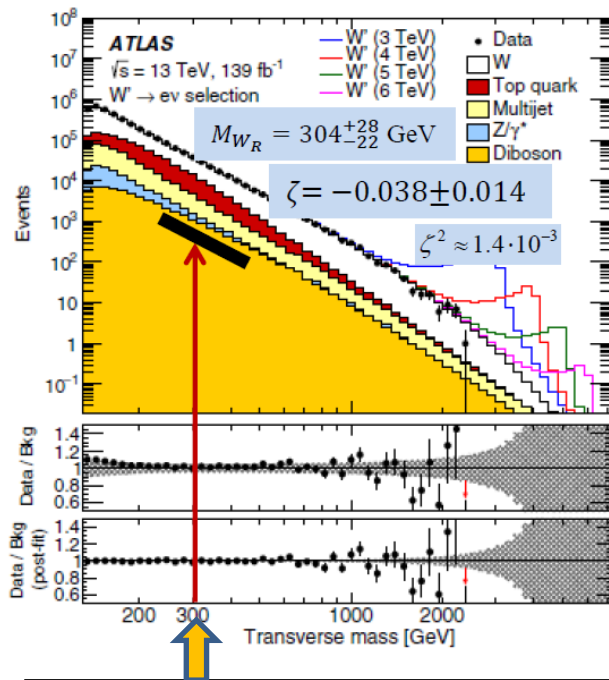 10⁸
10⁷
10⁶
10⁵
10⁴
10³
10²
10
1
10⁻¹
Events
ATLAS
√s = 13 TeV, 139 fb⁻¹
W' → eν selection
W' (3 TeV)
W' (4 TeV)
W' (5 TeV)
W' (6 TeV)
Data
W
Top quark
Multijet
Z/γ*
Diboson
M_{W_R} = 304⁺²⁸₋₂₂ GeV
ζ= −0.038±0.014
ζ² ≈1.4·10⁻³
Data / Bkg
1.4
1.2
1
0.8
0.6
Data / Bkg
(post-fit)
1.4
1.2
1
0.8
0.6
200 300 1000 2000
Transverse mass [GeV]